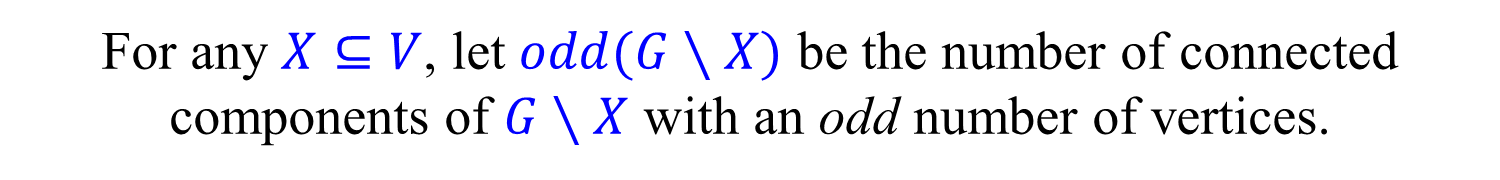 For any X ⊆ V, let odd(G \ X) be the number of connected
components of G \ X with an odd number of vertices.